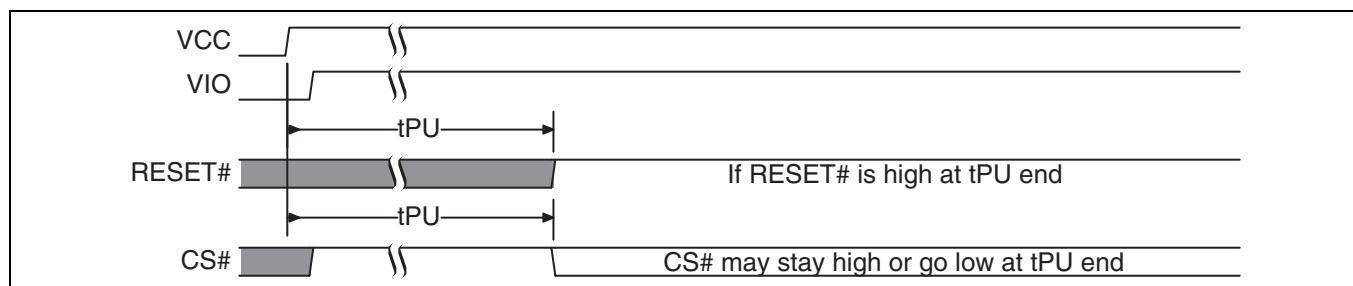 VCC
VIO
tPU
RESET# If RESET# is high at tPU end
tPU
CS# CS# may stay high or go low at tPU end